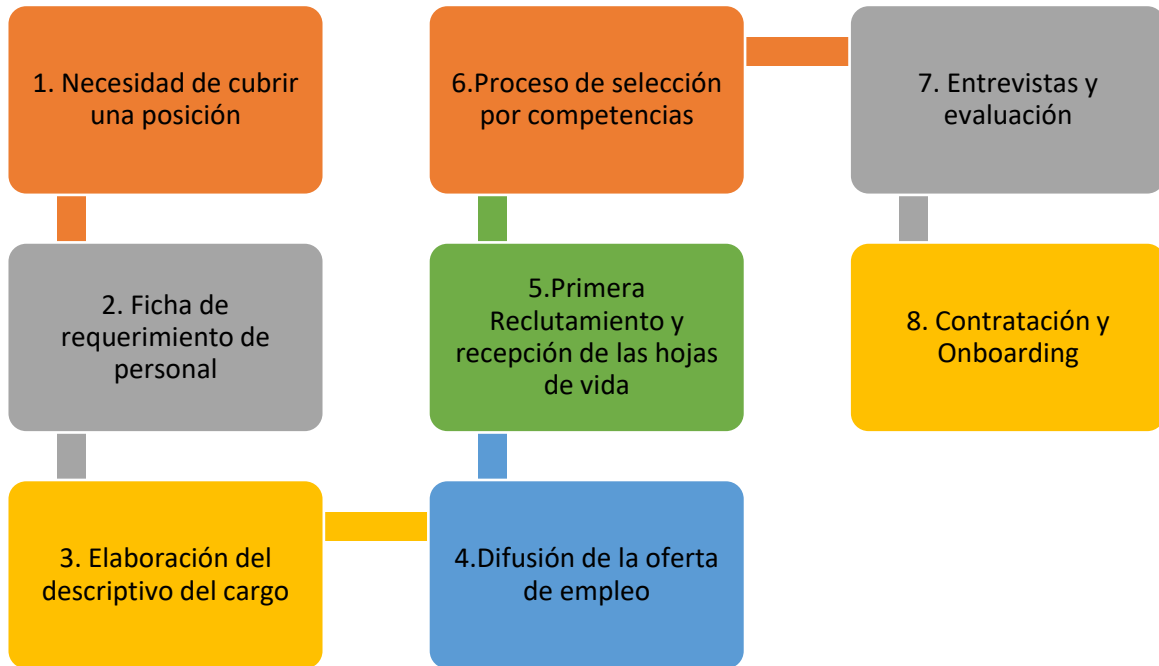 1. Necesidad de cubrir
una posición
2. Ficha de
requerimiento de
personal
3. Elaboración del
descriptivo del cargo
4.Difusión de la oferta
de empleo
5.Primera
Reclutamiento y
recepción de las hojas
de vida
6.Proceso de selección
por competencias
7. Entrevistas y
evaluación
8. Contratación y
Onboarding